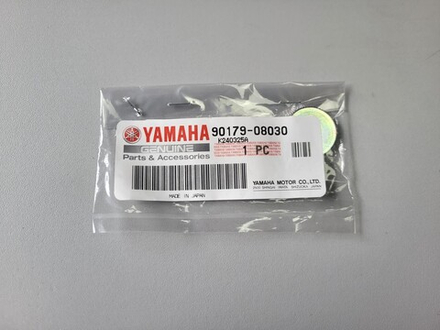 YAMAHA 90179-08030
K240325A
GENUINE
Parts & Accessories
1 PC
YAMAHA MOTOR CO.,LTD.
MADE IN JAPAN